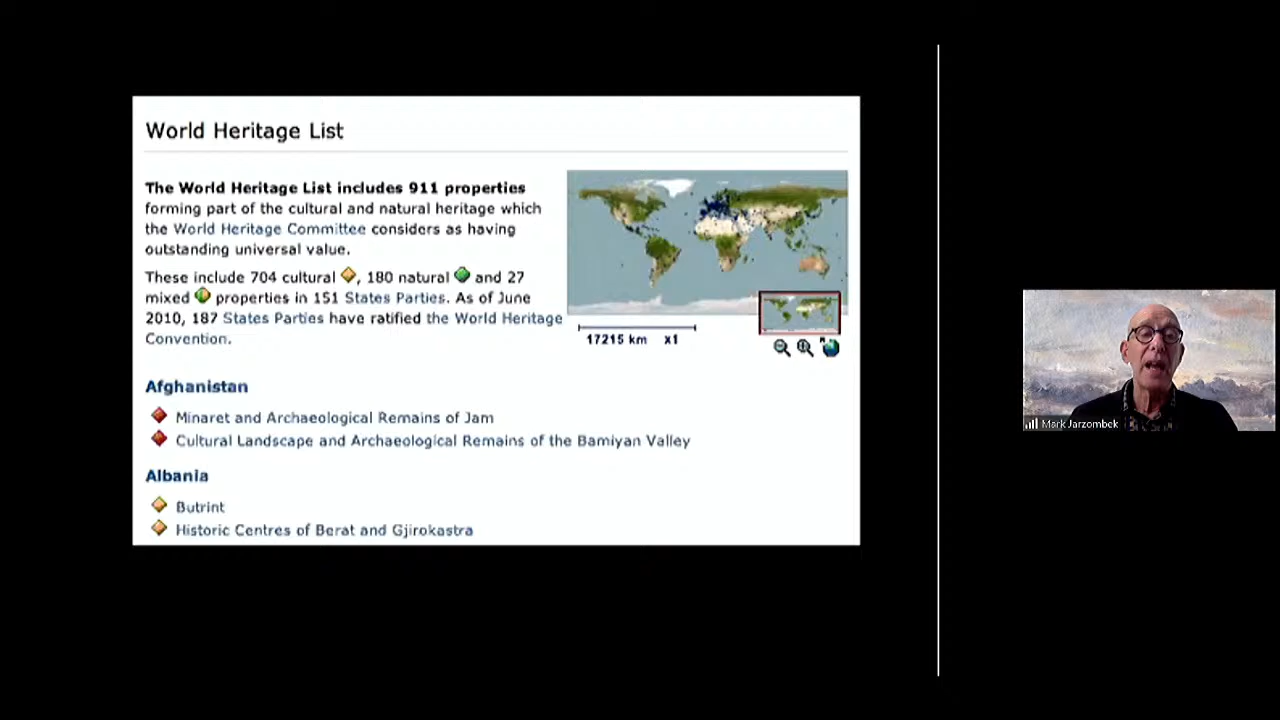 World Heritage List
The World Heritage List includes 911 properties
forming part of the cultural and natural heritage which
the World Heritage Committee considers as having
outstanding universal value.
These include 704 cultural , 180 natural and 27
mixed properties in 151 States Parties. As of June
2010, 187 States Parties have ratified the World Heritage
Convention.
17215 km x1
Afghanistan
Minaret and Archaeological Remains of Jam
Cultural Landscape and Archaeological Remains of the Bamiyan Valley
Albania
Butrint
Historic Centres of Berat and Gjirokastra
Mark Jarzombek